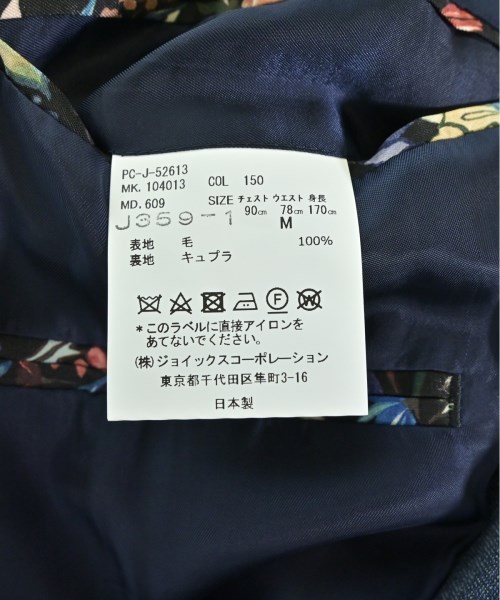 PC-J-52613
MK. 104013 COL 150
MD. 609 SIZE チェスト ウエスト 身長
90cm 78cm 170cm
J359-1 M
表地 毛 100%
裏地 キュプラ
F W
*このラベルに直接アイロンを
あてないでください。
(株)ジョイックスコーポレーション
東京都千代田区隼町3-16
日本製